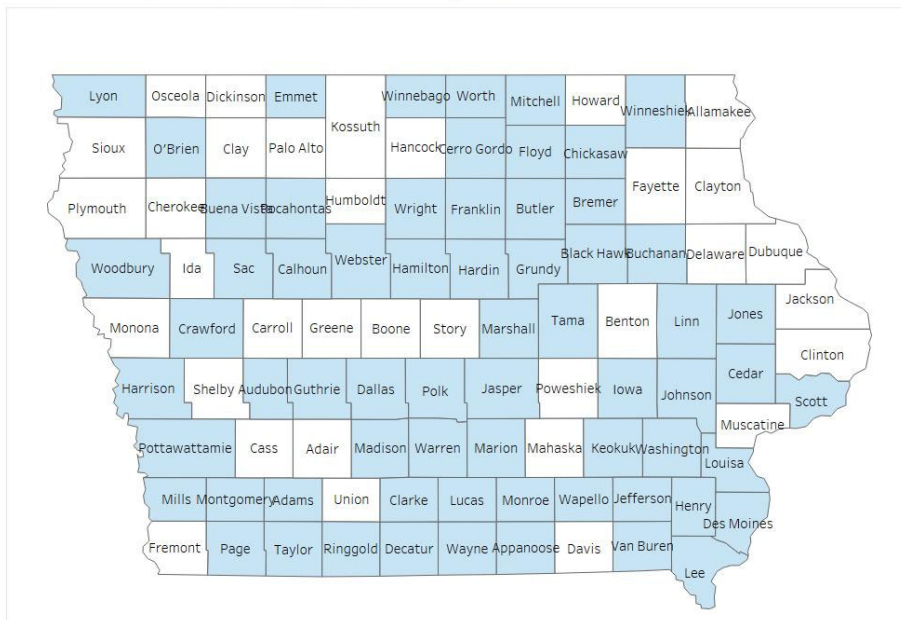 Lyon Osceola Dickinson Emmet Winnebago Worth Mitchell Howard Winneshiek Allamakee
Kossuth
Sioux O'Brien Clay Palo Alto Hancock Cerro Gordo Floyd Chickasaw
Fayette Clayton
Plymouth Cherokee Buena Vista Pocahontas Humboldt Wright Franklin Butler Bremer
Woodbury Ida Sac Calhoun Webster Hamilton Hardin Grundy Black Hawk Buchanan Delaware Dubuque
Jackson
Monona Crawford Carroll Greene Boone Story Marshall Tama Benton Linn Jones
Clinton
Harrison Shelby Audubon Guthrie Dallas Polk Jasper Poweshiek Iowa Johnson Cedar Scott
Muscatine
Pottawattamie Cass Adair Madison Warren Marion Mahaska Keokuk Washington
Louisa
Mills Montgomery Adams Union Clarke Lucas Monroe Wapello Jefferson Henry
Des Moines
Fremont Page Taylor Ringgold Decatur Wayne Appanoose Davis Van Buren
Lee